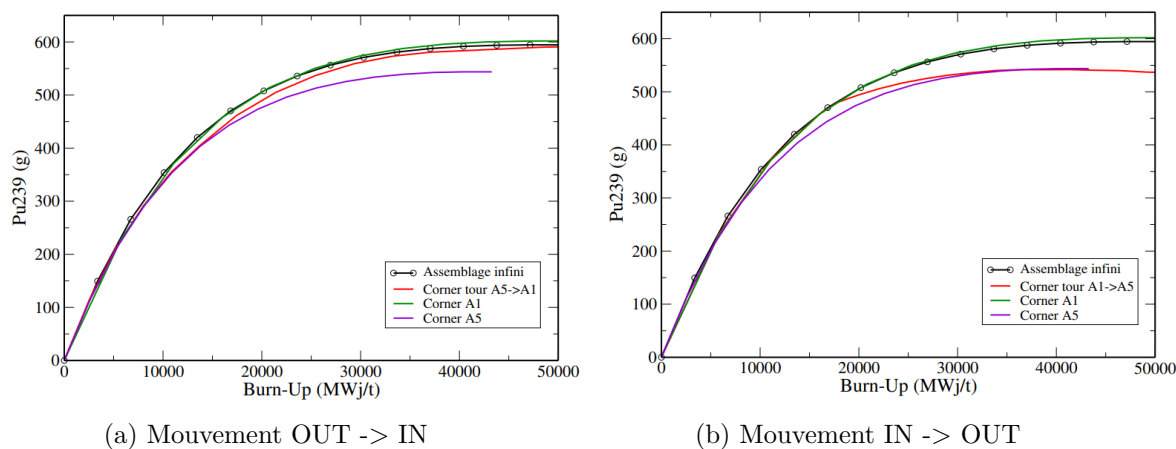 600
500
400
300
200
100
0
Pu239 (g)
Assemblage infini
Corner tour A5->A1
Corner A1
Corner A5
0 10000 20000 30000 40000 50000
Burn-Up (MWj/t)
(a) Mouvement OUT -> IN
600
500
400
300
200
100
0
Pu239 (g)
Assemblage infini
Corner tour A1->A5
Corner A1
Corner A5
0 10000 20000 30000 40000 50000
Burn-Up (MWj/t)
(b) Mouvement IN -> OUT